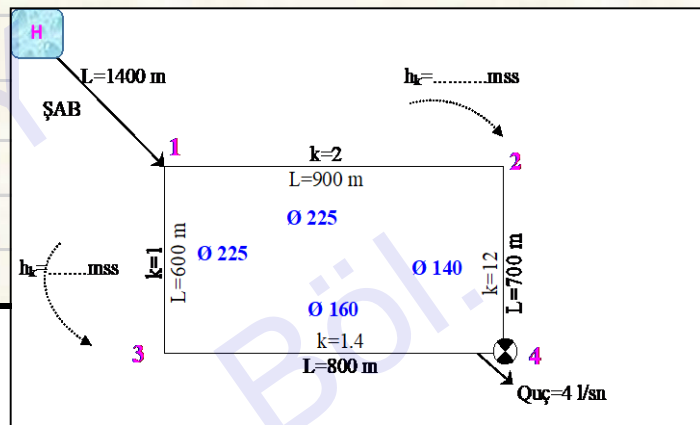 H
L=1400 m
ŞAB
hk=..........mss
1
k=2
2
L=900 m
Ø 225
k=1
L=600 m
Ø 225
Ø 140
k=12
L=700 m
hk=.......mss
Ø 160
k=1.4
3
L=800 m
4
Quç=4 l/sn
Böl.